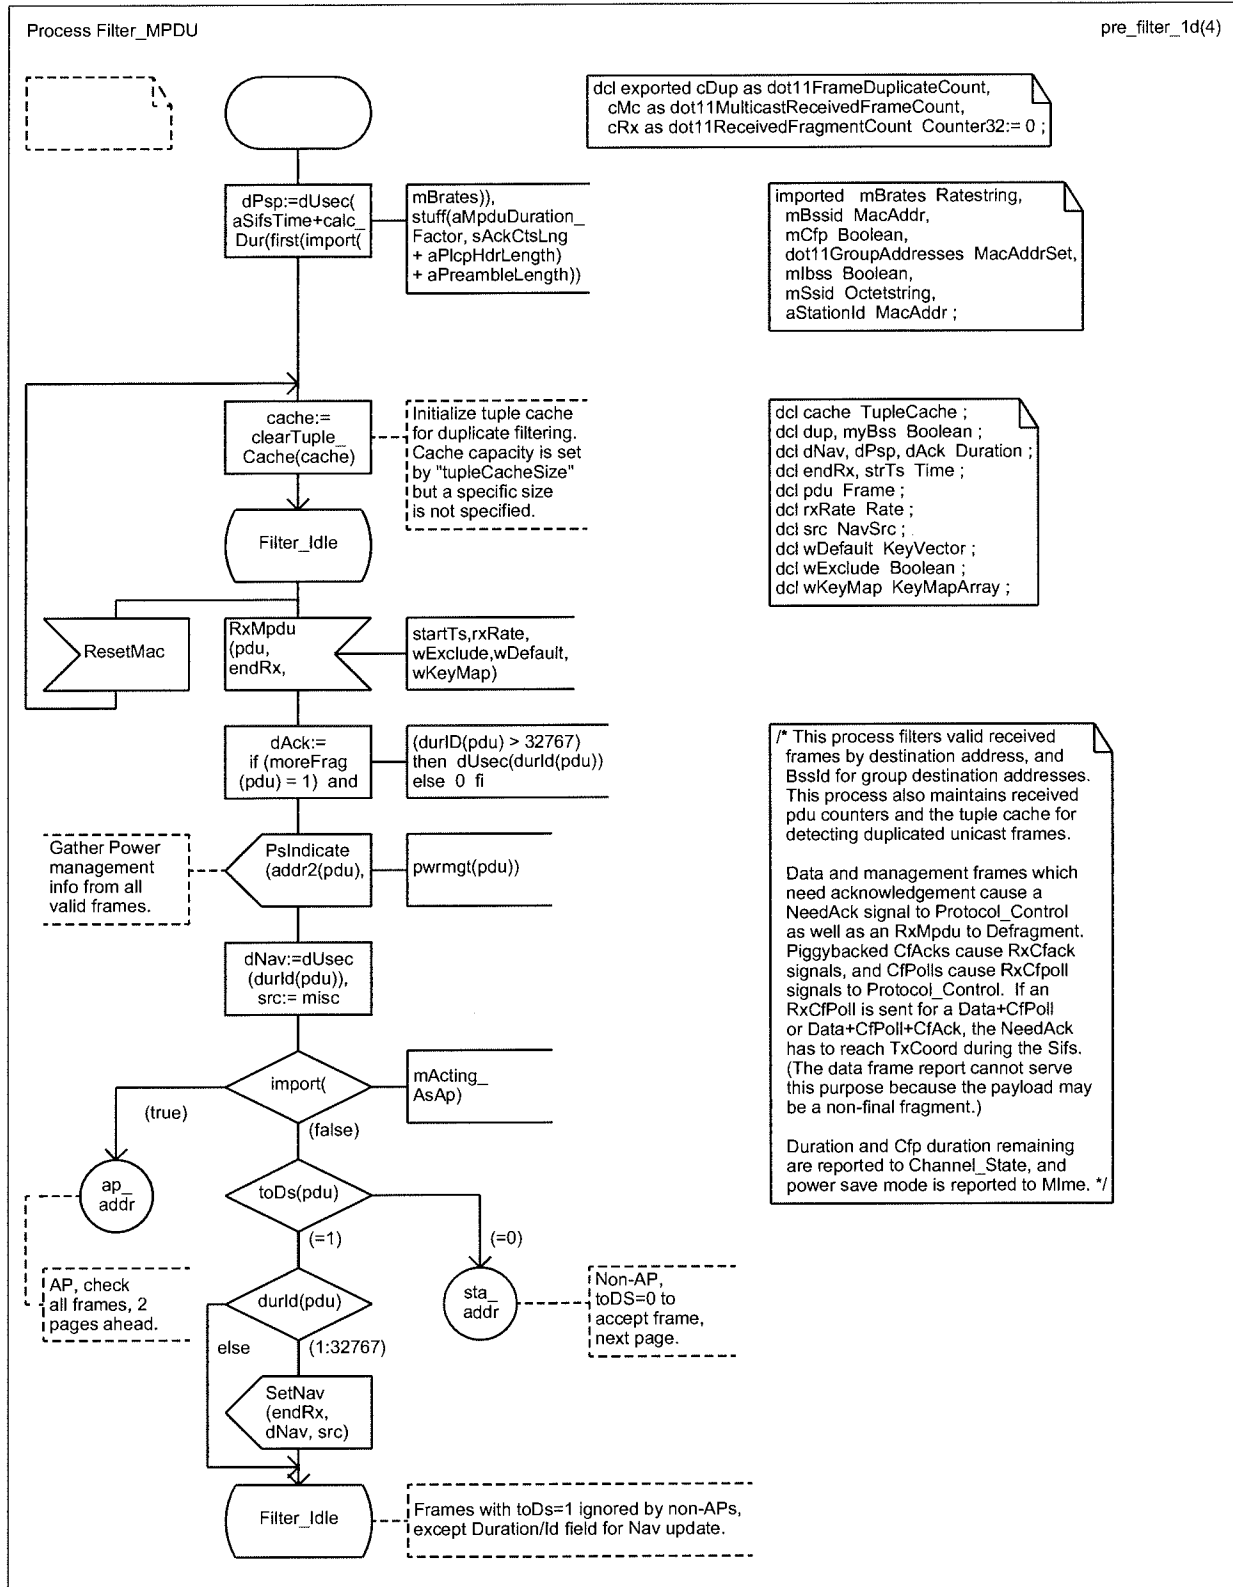 Process Filter_MPDU
pre_filter_1d(4)
dcl exported cDup as dot11FrameDuplicateCount,
cMc as dot11MulticastReceivedFrameCount,
cRx as dot11ReceivedFragmentCount Counter32:= 0 ;
dPsp:=dUsec(
aSifsTime+calc_
Dur(first(import(
mBrates)),
stuff(aMpduDuration_
Factor, sAckCtsLng
+ aPlcpHdrLength)
+ aPreambleLength))
imported mBrates Ratestring,
mBssid MacAddr,
mCfp Boolean,
dot11GroupAddresses MacAddrSet,
mIbss Boolean,
mSsid Octetstring,
aStationId MacAddr ;
cache:=
clearTuple_
Cache(cache)
Initialize tuple cache
for duplicate filtering.
Cache capacity is set
by "tupleCacheSize"
but a specific size
is not specified.
dcl cache TupleCache ;
dcl dup, myBss Boolean ;
dcl dNav, dPsp, dAck Duration ;
dcl endRx, strTs Time ;
dcl pdu Frame ;
dcl rxRate Rate ;
dcl src NavSrc ;
dcl wDefault KeyVector ;
dcl wExclude Boolean ;
dcl wKeyMap KeyMapArray ;
Filter_Idle
ResetMac
RxMpdu
(pdu,
endRx,
startTs,rxRate,
wExclude,wDefault,
wKeyMap)
dAck:=
if (moreFrag
(pdu) = 1) and
(durID(pdu) > 32767)
then dUsec(durId(pdu))
else 0 fi
/* This process filters valid received
frames by destination address, and
BssId for group destination addresses.
This process also maintains received
pdu counters and the tuple cache for
detecting duplicated unicast frames.
Data and management frames which
need acknowledgement cause a
NeedAck signal to Protocol_Control
as well as an RxMpdu to Defragment.
Piggybacked CfAcks cause RxCfack
signals, and CfPolls cause RxCfpoll
signals to Protocol_Control. If an
RxCfPoll is sent for a Data+CfPoll
or Data+CfPoll+CfAck, the NeedAck
has to reach TxCoord during the Sifs.
(The data frame report cannot serve
this purpose because the payload may
be a non-final fragment.)
Duration and Cfp duration remaining
are reported to Channel_State, and
power save mode is reported to Mlme. */
Gather Power
management
info from all
valid frames.
PsIndicate
(addr2(pdu),
pwrmgt(pdu))
dNav:=dUsec
(durId(pdu)),
src:= misc
import(
mActing_
AsAp)
(true)
(false)
ap_
addr
toDs(pdu)
(=1)
(=0)
AP, check
all frames, 2
pages ahead.
durId(pdu)
sta_
addr
Non-AP,
toDS=0 to
accept frame,
next page.
else
(1:32767)
SetNav
(endRx,
dNav, src)
Filter_Idle
Frames with toDs=1 ignored by non-APs,
except Duration/Id field for Nav update.